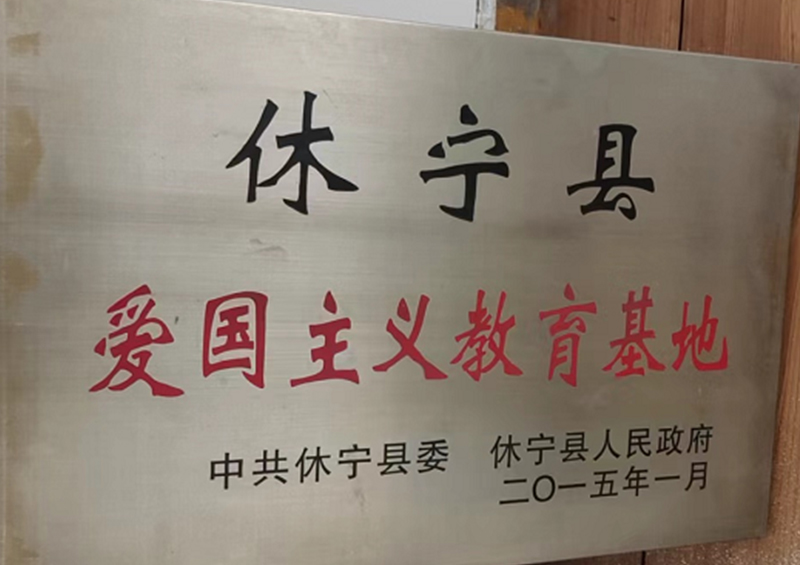 休宁县
爱国主义教育基地
中共休宁县委 休宁县人民政府
二〇一五年一月